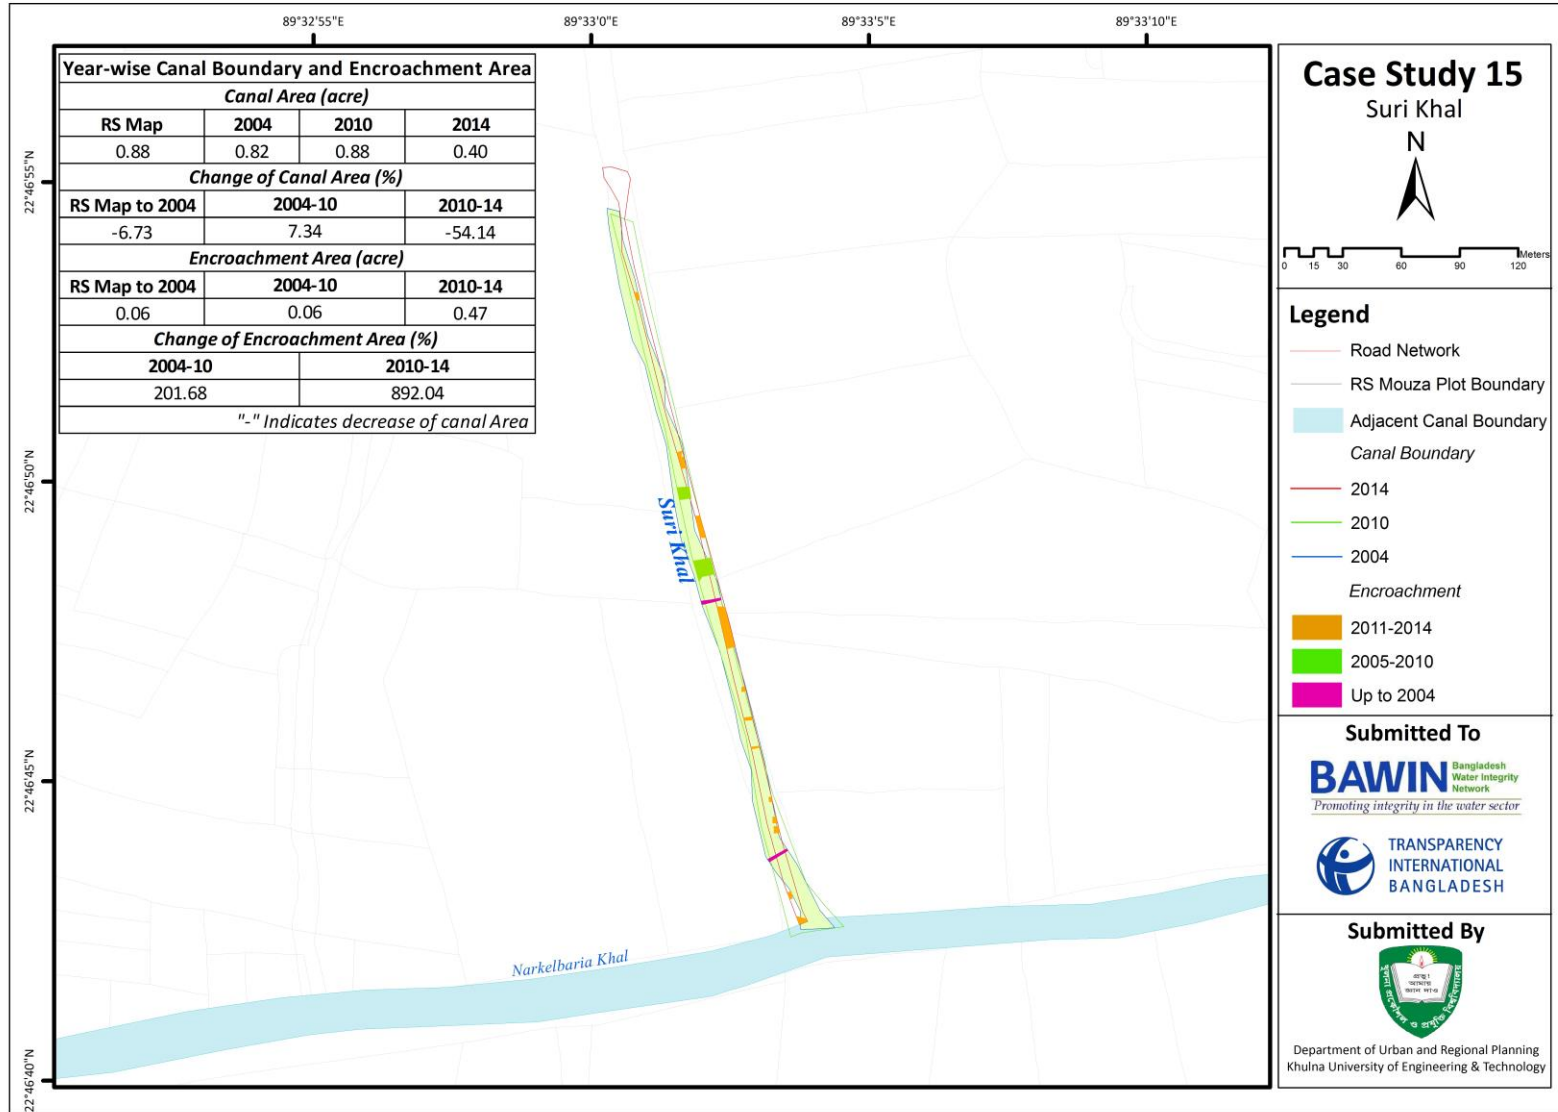 89°32'55"E
89°33'0"E
89°33'5"E
89°33'10"E
22°46'55"N
22°46'50"N
22°46'45"N
22°46'40"N
Year-wise Canal Boundary and Encroachment Area
Canal Area (acre)
RS Map 2004 2010 2014
0.88 0.82 0.88 0.40
Change of Canal Area (%)
RS Map to 2004 2004-10 2010-14
-6.73 7.34 -54.14
Encroachment Area (acre)
RS Map to 2004 2004-10 2010-14
0.06 0.06 0.47
Change of Encroachment Area (%)
2004-10 2010-14
201.68 892.04
"-" Indicates decrease of canal Area
Suri Khal
Narkelbaria Khal
Case Study 15
Suri Khal
N
Meters
0 15 30 60 90 120
Legend
Road Network
RS Mouza Plot Boundary
Adjacent Canal Boundary
Canal Boundary
2014
2010
2004
Encroachment
2011-2014
2005-2010
Up to 2004
Submitted To
BAWIN Bangladesh
Water Integrity
Network
Promoting integrity in the water sector
TRANSPARENCY
INTERNATIONAL
BANGLADESH
Submitted By
খুলনা প্রকৌশল ও প্রযুক্তি বিশ্ববিদ্যালয়
Department of Urban and Regional Planning
Khulna University of Engineering & Technology